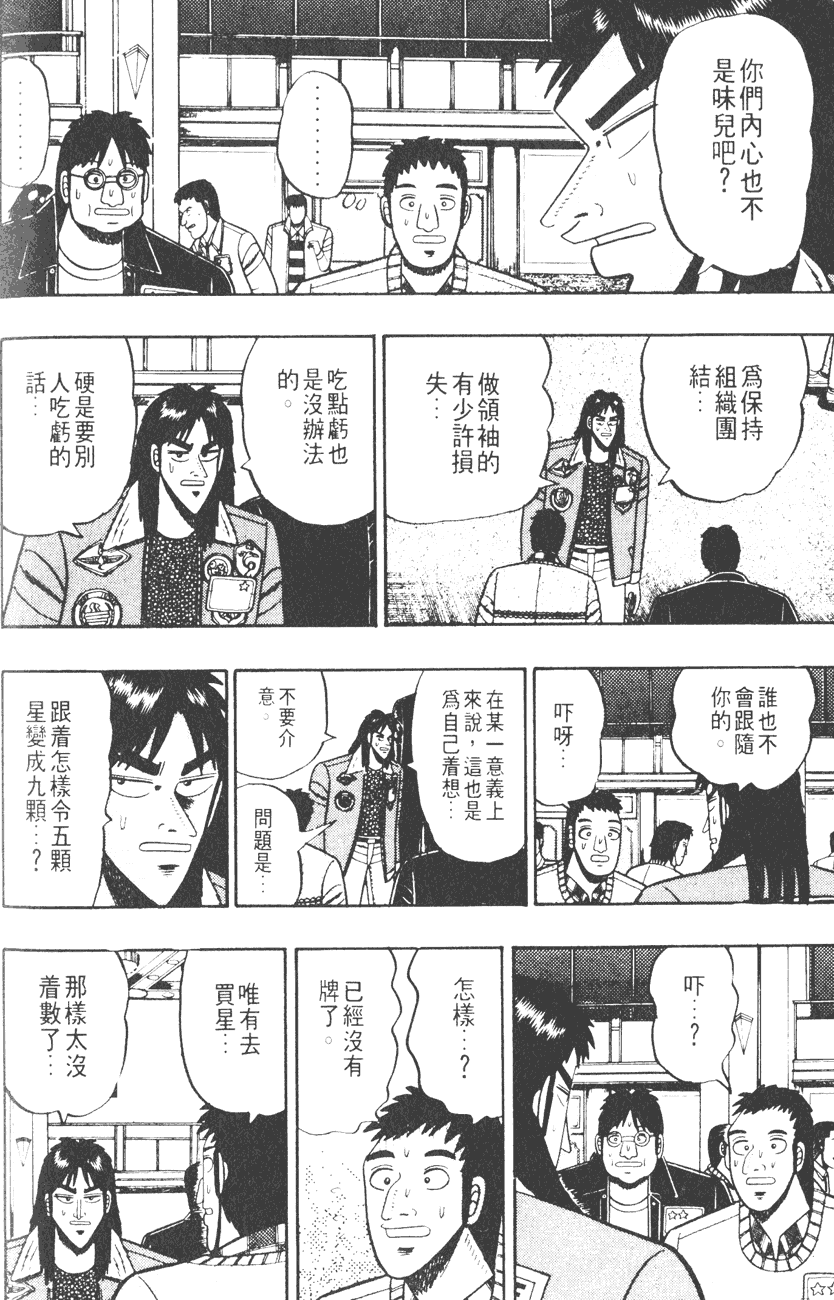 你們內心也不
是味兒吧?
⋯⋯⋯
⋯⋯⋯
爲保持
組織團
結⋯
做領袖的
有少許損
失⋯
吃點虧也
是沒辦法
的。
硬是要別
人吃虧的
話⋯
誰也不
會跟隨
你的。
吓呀⋯
在某一意義上
來說,這也是
爲自己着想⋯
不要介
意。
問題是⋯
跟着怎樣令五顆
星變成九顆⋯?
吓⋯?
怎樣⋯?
已經沒有
牌了。
唯有去
買星⋯
那樣太沒
着數了⋯